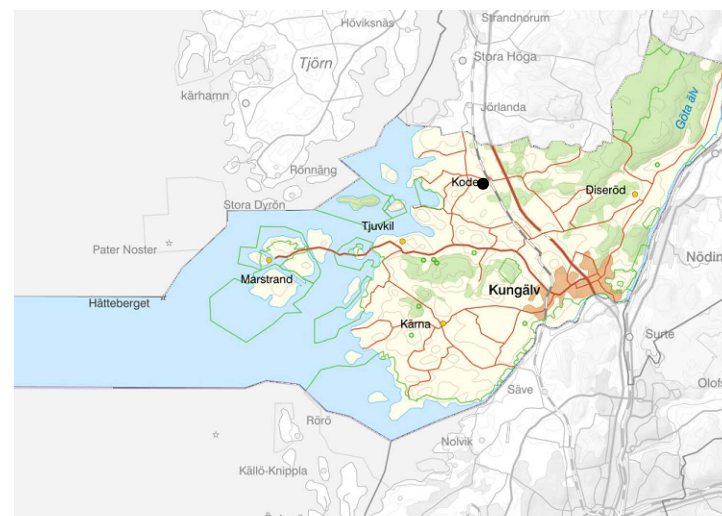 Höviksnäs
Strandnorum
Tjörn
Stora Höga
kärhamn
Jörlanda
Göta älv
Rönnäng
Kode
Diseröd
Stora Dyrön
Tjuvkil
Pater Noster
Nödin
Marstrand
Kungälv
Hätteberget
Kärna
Surte
Säve
Olofs
Rörö
Nolvik
Källö-Knippla